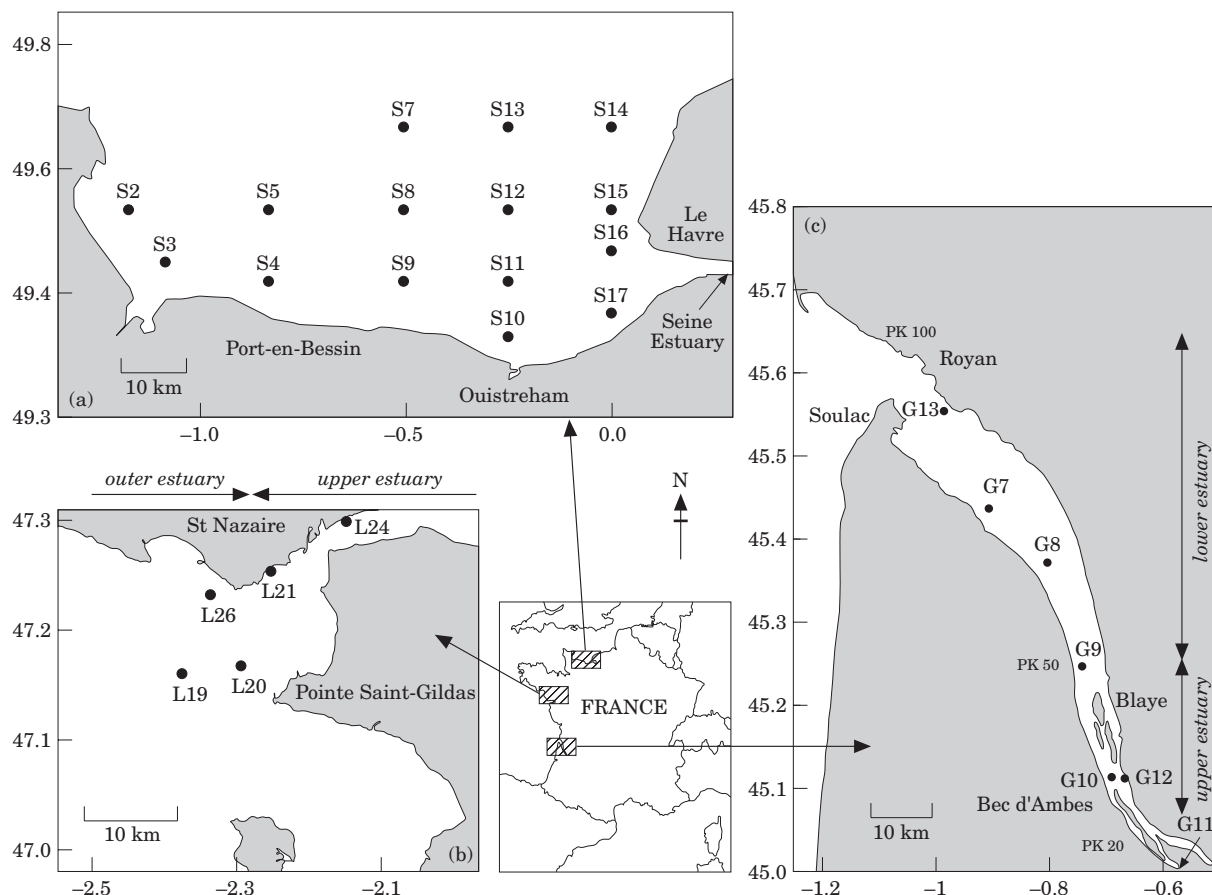 49.8
49.6
49.4
49.3
S7
S13
S14
S2
S5
S8
S12
S15
S3
S4
S9
S11
S16
S10
S17
Le
Havre
Seine
Estuary
Port-en-Bessin
Ouistreham
10 km
(a)
−1.0
−0.5
0.0
outer estuary
upper estuary
47.3
47.2
47.1
47.0
St Nazaire
L24
L21
L26
L20
L19
Pointe Saint-Gildas
10 km
(b)
−2.5
−2.3
−2.1
N
FRANCE
45.8
45.7
45.6
45.5
45.4
45.3
45.2
45.1
45.0
(c)
PK 100
Royan
Soulac
G13
G7
G8
G9
PK 50
Blaye
G10
G12
Bec d'Ambes
G11
PK 20
10 km
lower estuary
upper estuary
−1.2
−1
−0.8
−0.6